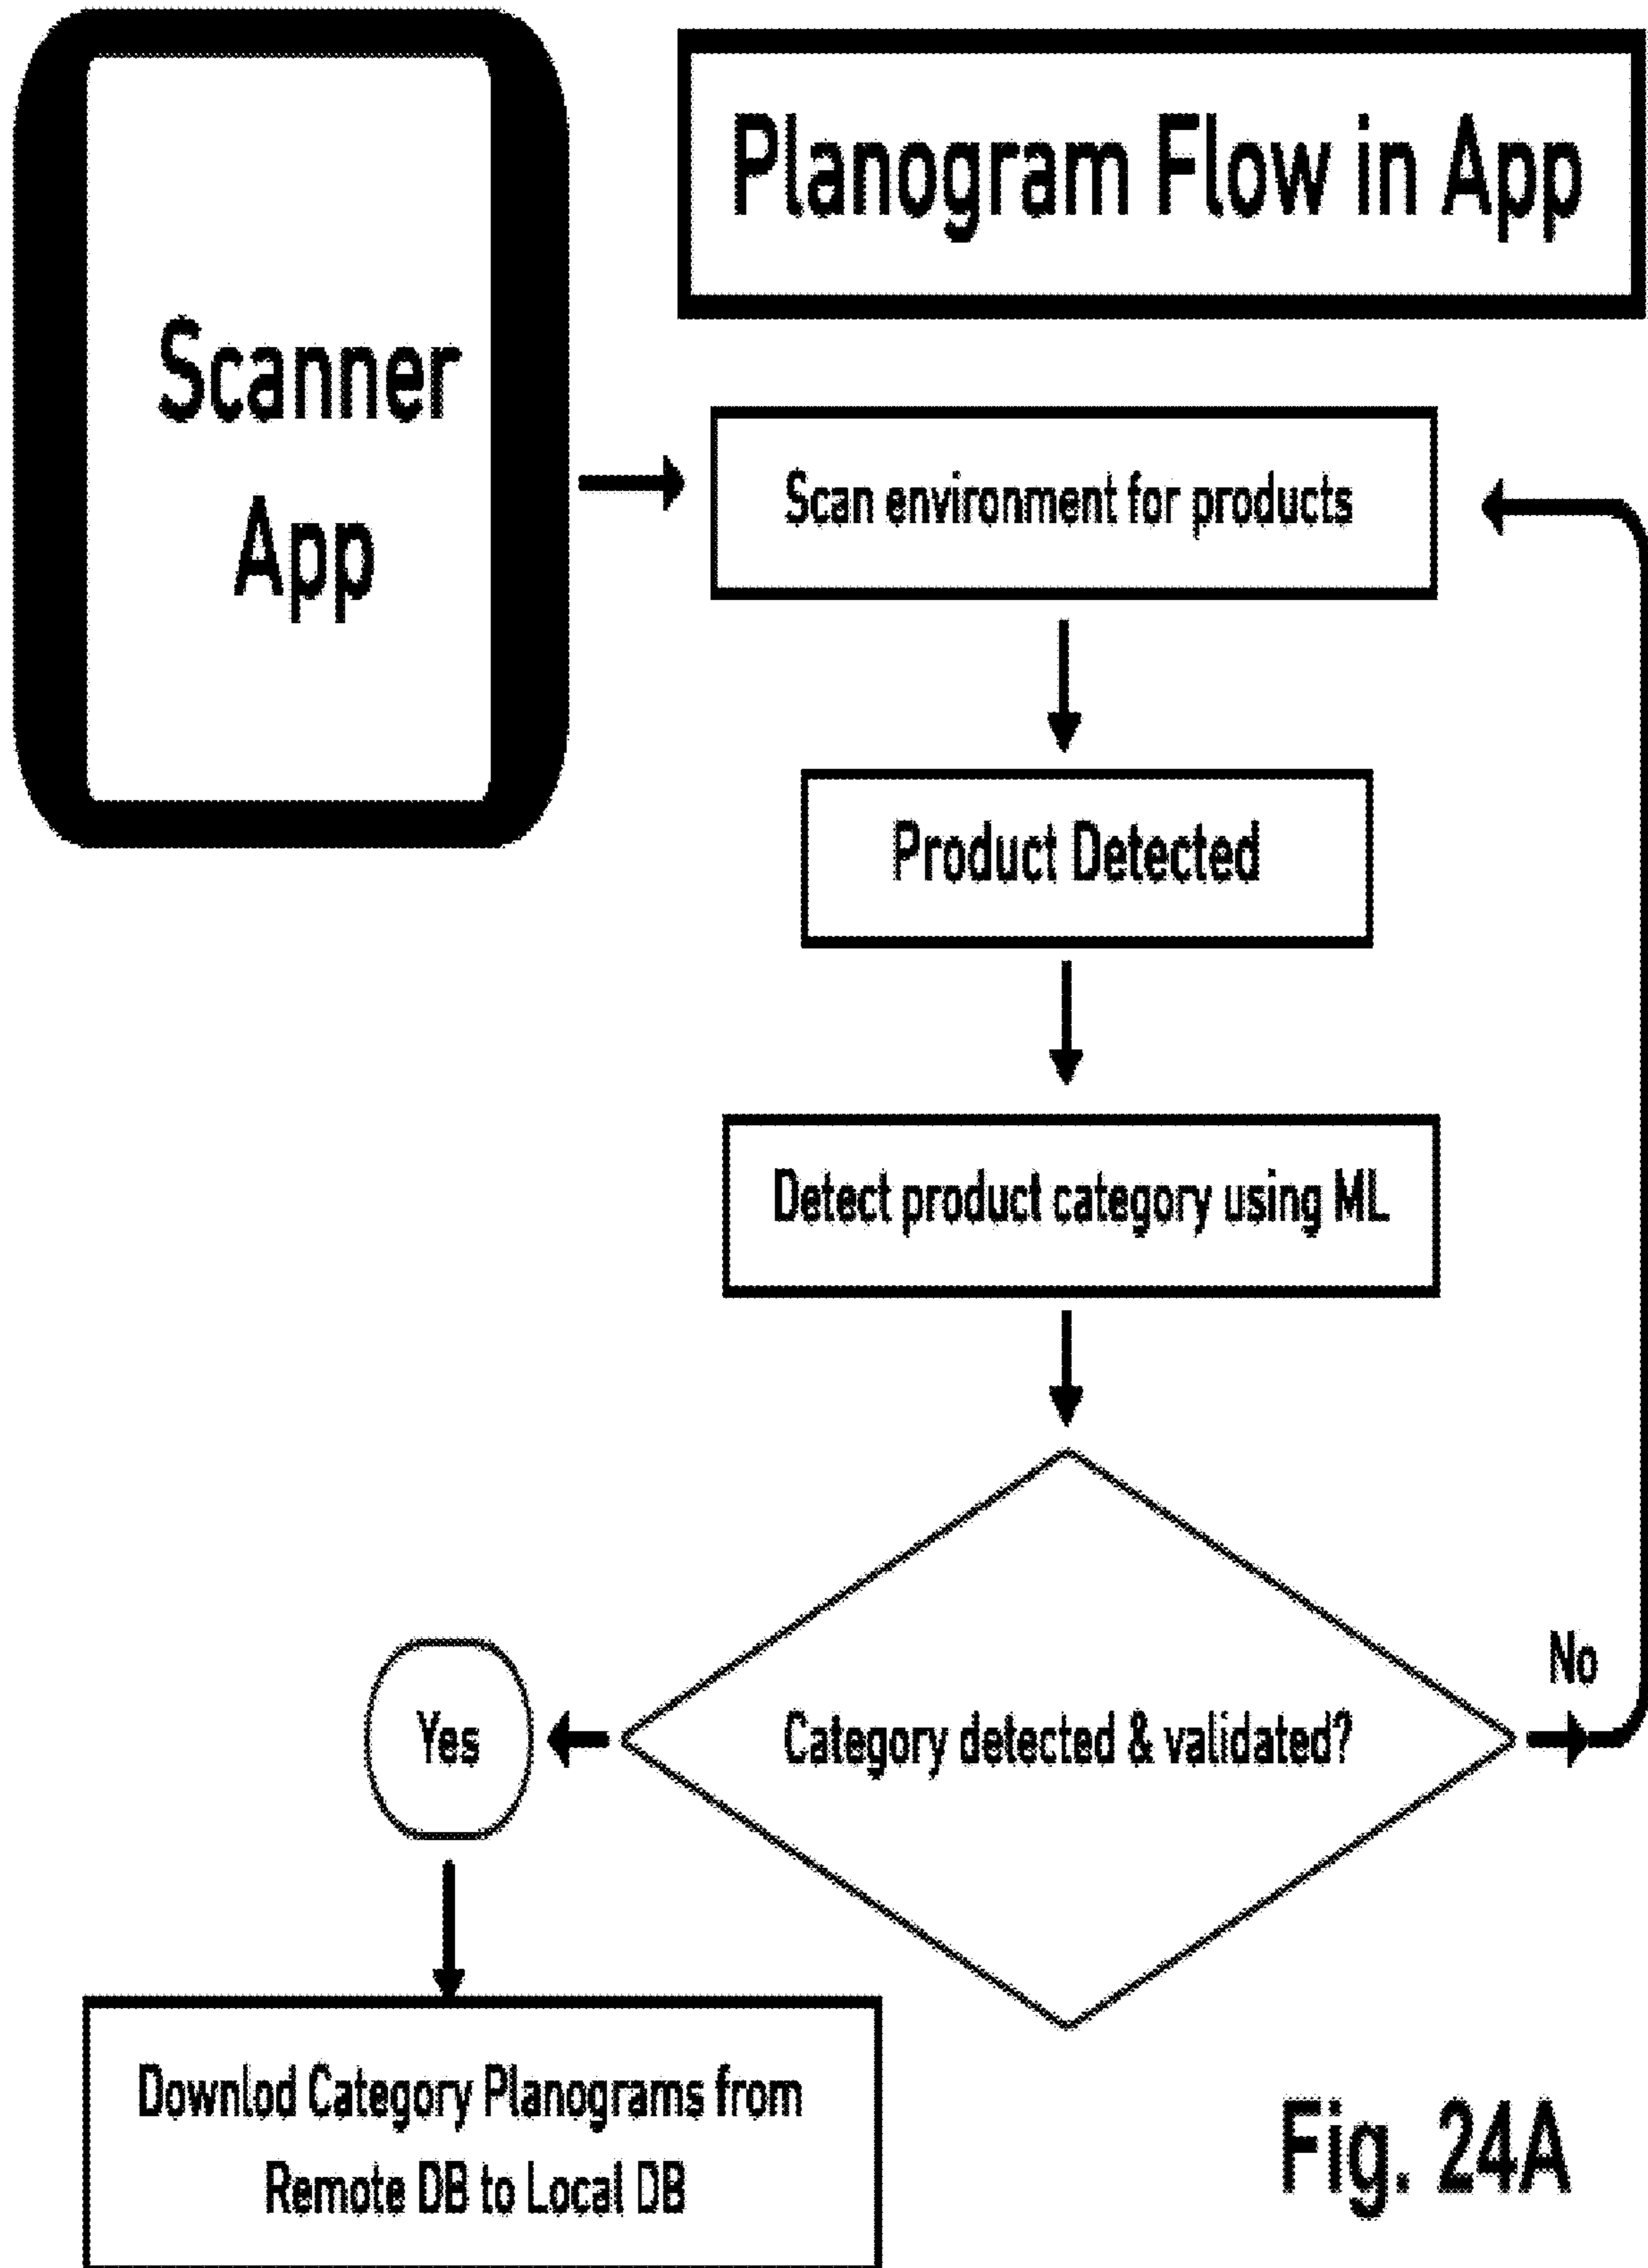 Planogram Flow in App
Scanner
App
Scan environment for products
Product Detected
Detect product category using ML
Category detected & validated?
No
Yes
Downlod Category Planograms from
Remote DB to Local DB
Fig. 24A